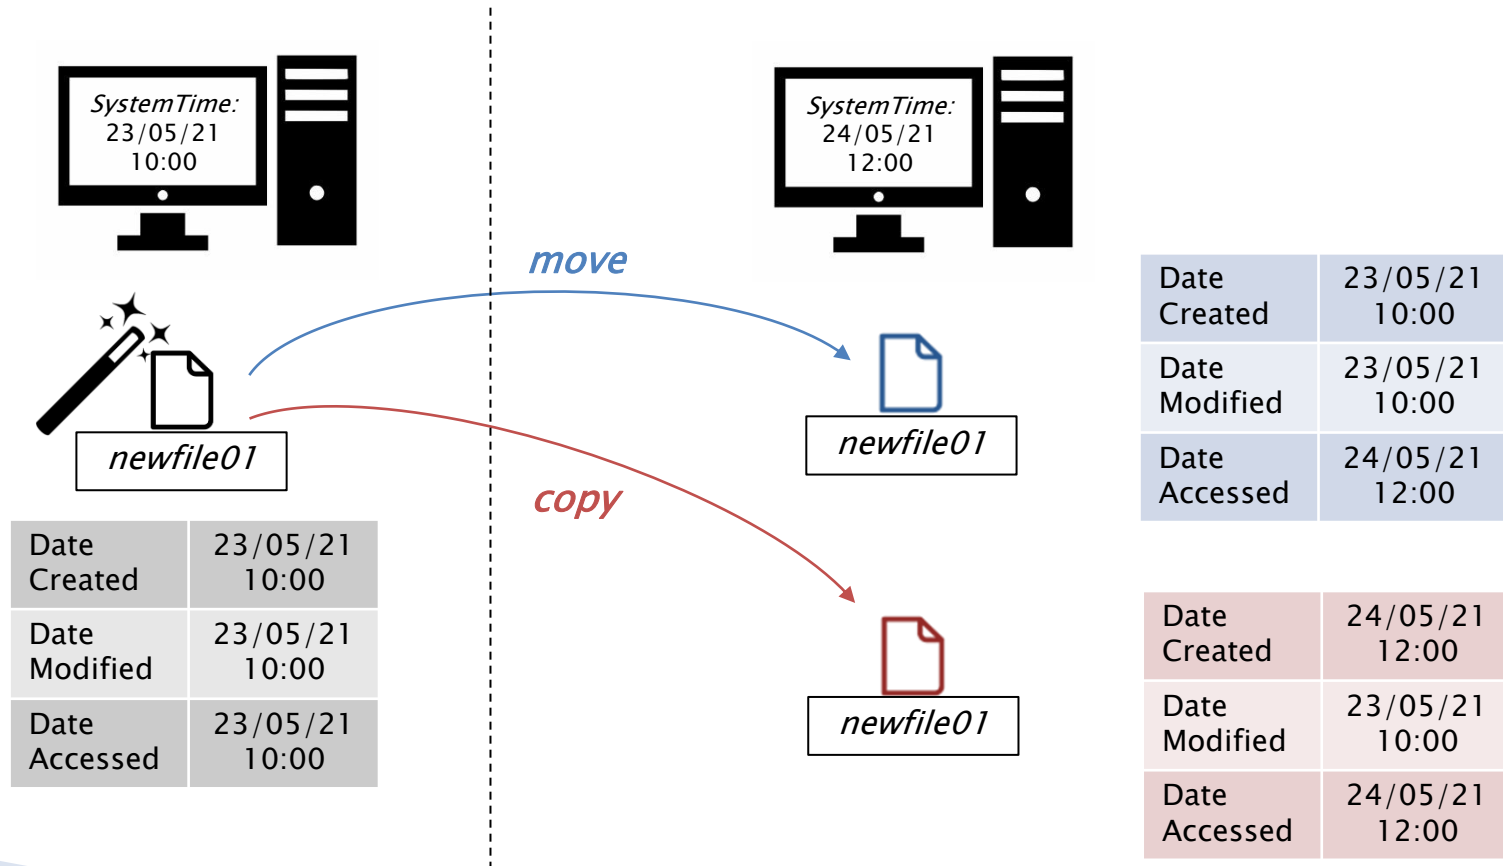 SystemTime:
23/05/21
10:00
SystemTime:
24/05/21
12:00
move
newfile01
newfile01
copy
newfile01
Date Created 23/05/21 10:00
Date Modified 23/05/21 10:00
Date Accessed 23/05/21 10:00
Date Created 23/05/21 10:00
Date Modified 23/05/21 10:00
Date Accessed 24/05/21 12:00
Date Created 24/05/21 12:00
Date Modified 23/05/21 10:00
Date Accessed 24/05/21 12:00